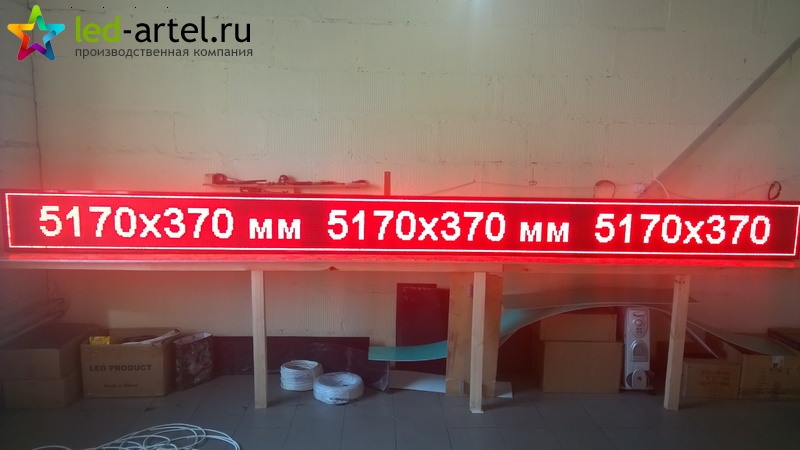 led-artel.ru
производственная компания
5170x370 мм 5170x370 мм 5170x370
LED PRODUCT